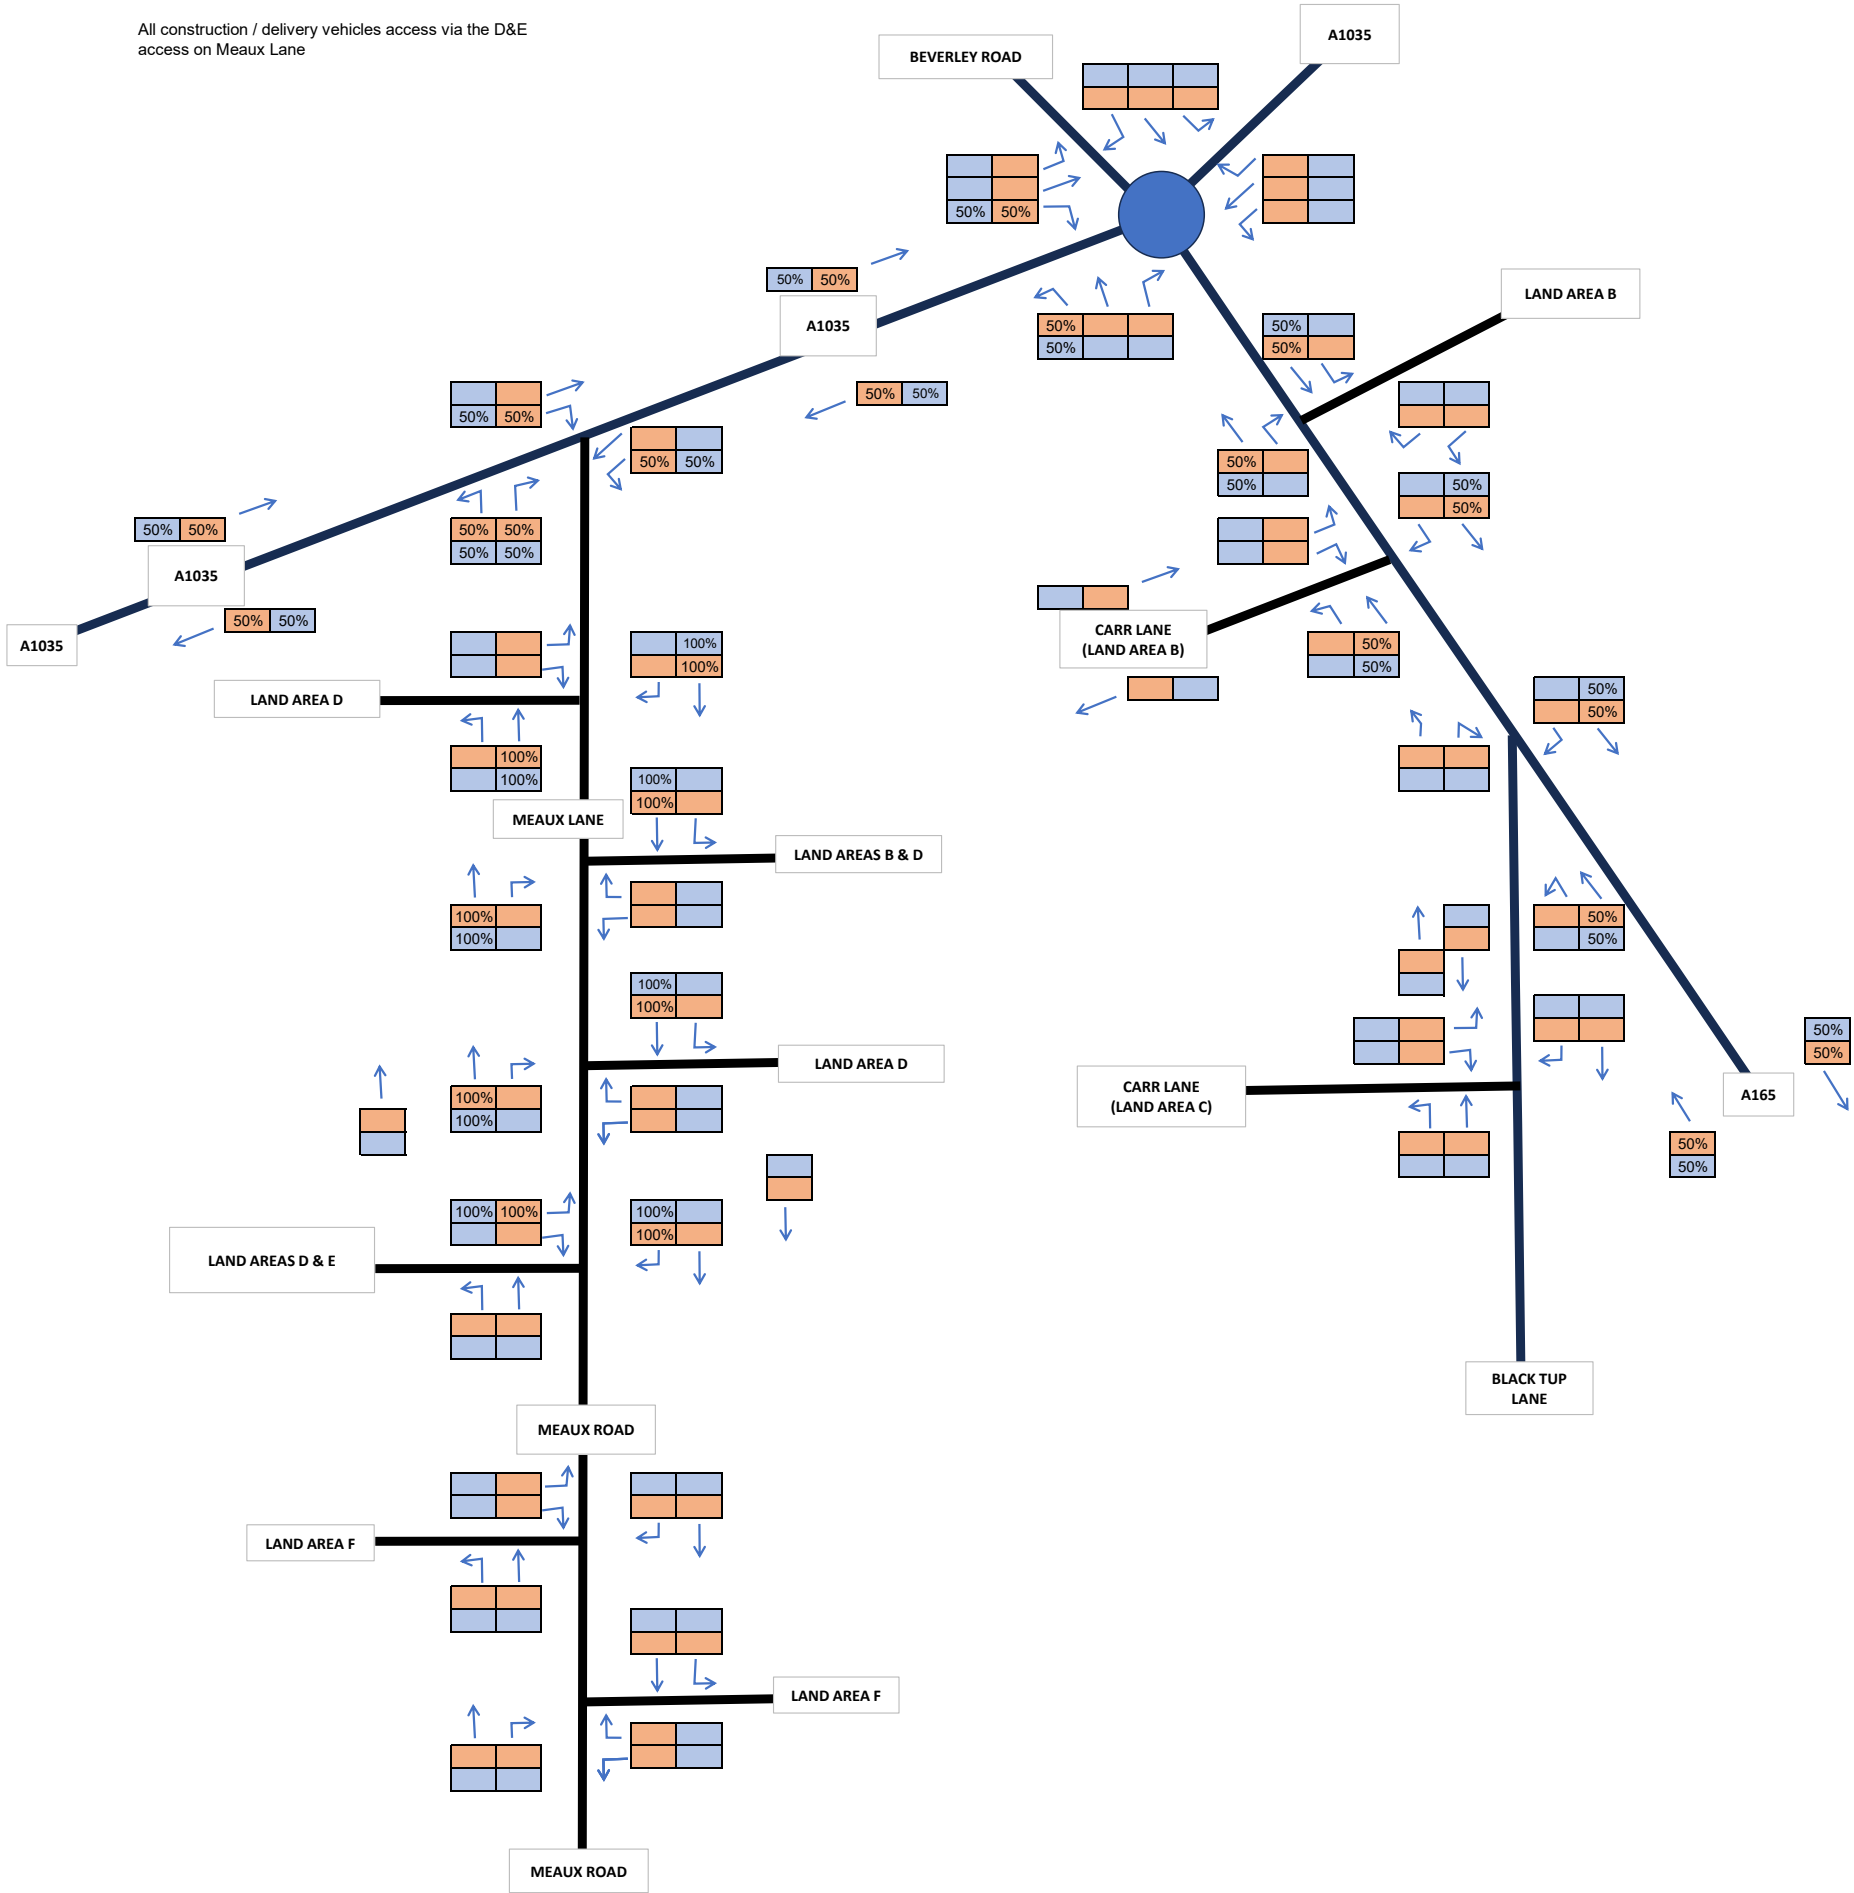 All construction / delivery vehicles access via the D&E
access on Meaux Lane
A1035
BEVERLEY ROAD
50% 50%
50% 50%
LAND AREA B
A1035
50%
50%
50%
50%
50% 50%
50% 50%
50% 50%
50%
50%
50%
50%
50% 50%
50% 50%
50% 50%
A1035
50% 50%
A1035
CARR LANE
(LAND AREA B)
50%
50%
100%
100%
LAND AREA D
50%
50%
100%
100%
100%
100%
MEAUX LANE
LAND AREAS B & D
100%
100%
50%
50%
100%
100%
LAND AREA D
50%
50%
CARR LANE
(LAND AREA C)
A165
100%
100%
50%
50%
100% 100%
100%
100%
LAND AREAS D & E
BLACK TUP
LANE
MEAUX ROAD
LAND AREA F
LAND AREA F
MEAUX ROAD